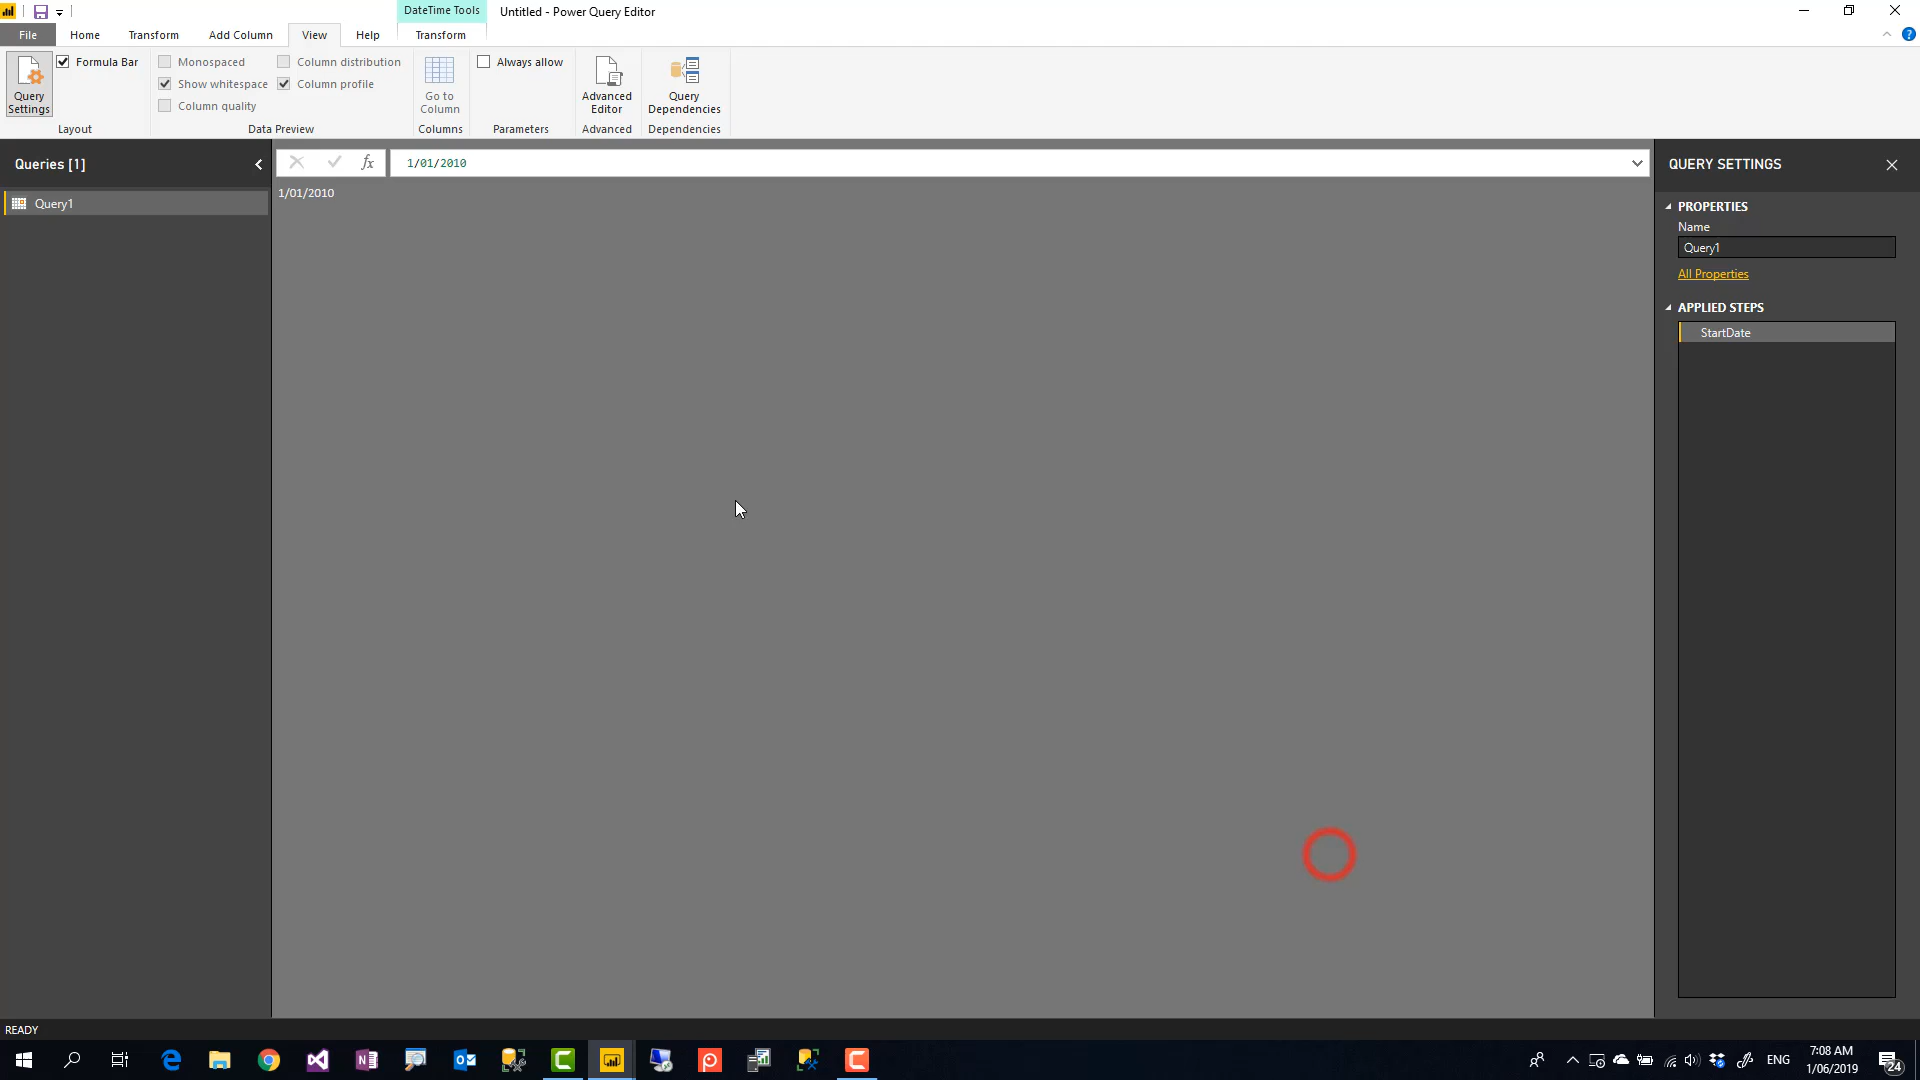 DateTime Tools
Untitled - Power Query Editor
File
Home
Transform
Add Column
View
Help
Transform
Query
Settings
Formula Bar
Layout
Monospaced
Show whitespace
Column quality
Column distribution
Column profile
Data Preview
Go to
Column
Columns
Always allow
Parameters
Advanced
Editor
Advanced
Query
Dependencies
Dependencies
Queries [1]
fx
1/01/2010
1/01/2010
Query1
QUERY SETTINGS
PROPERTIES
Name
Query1
All Properties
APPLIED STEPS
StartDate
READY
ENG
7:08 AM
1/06/2019
24